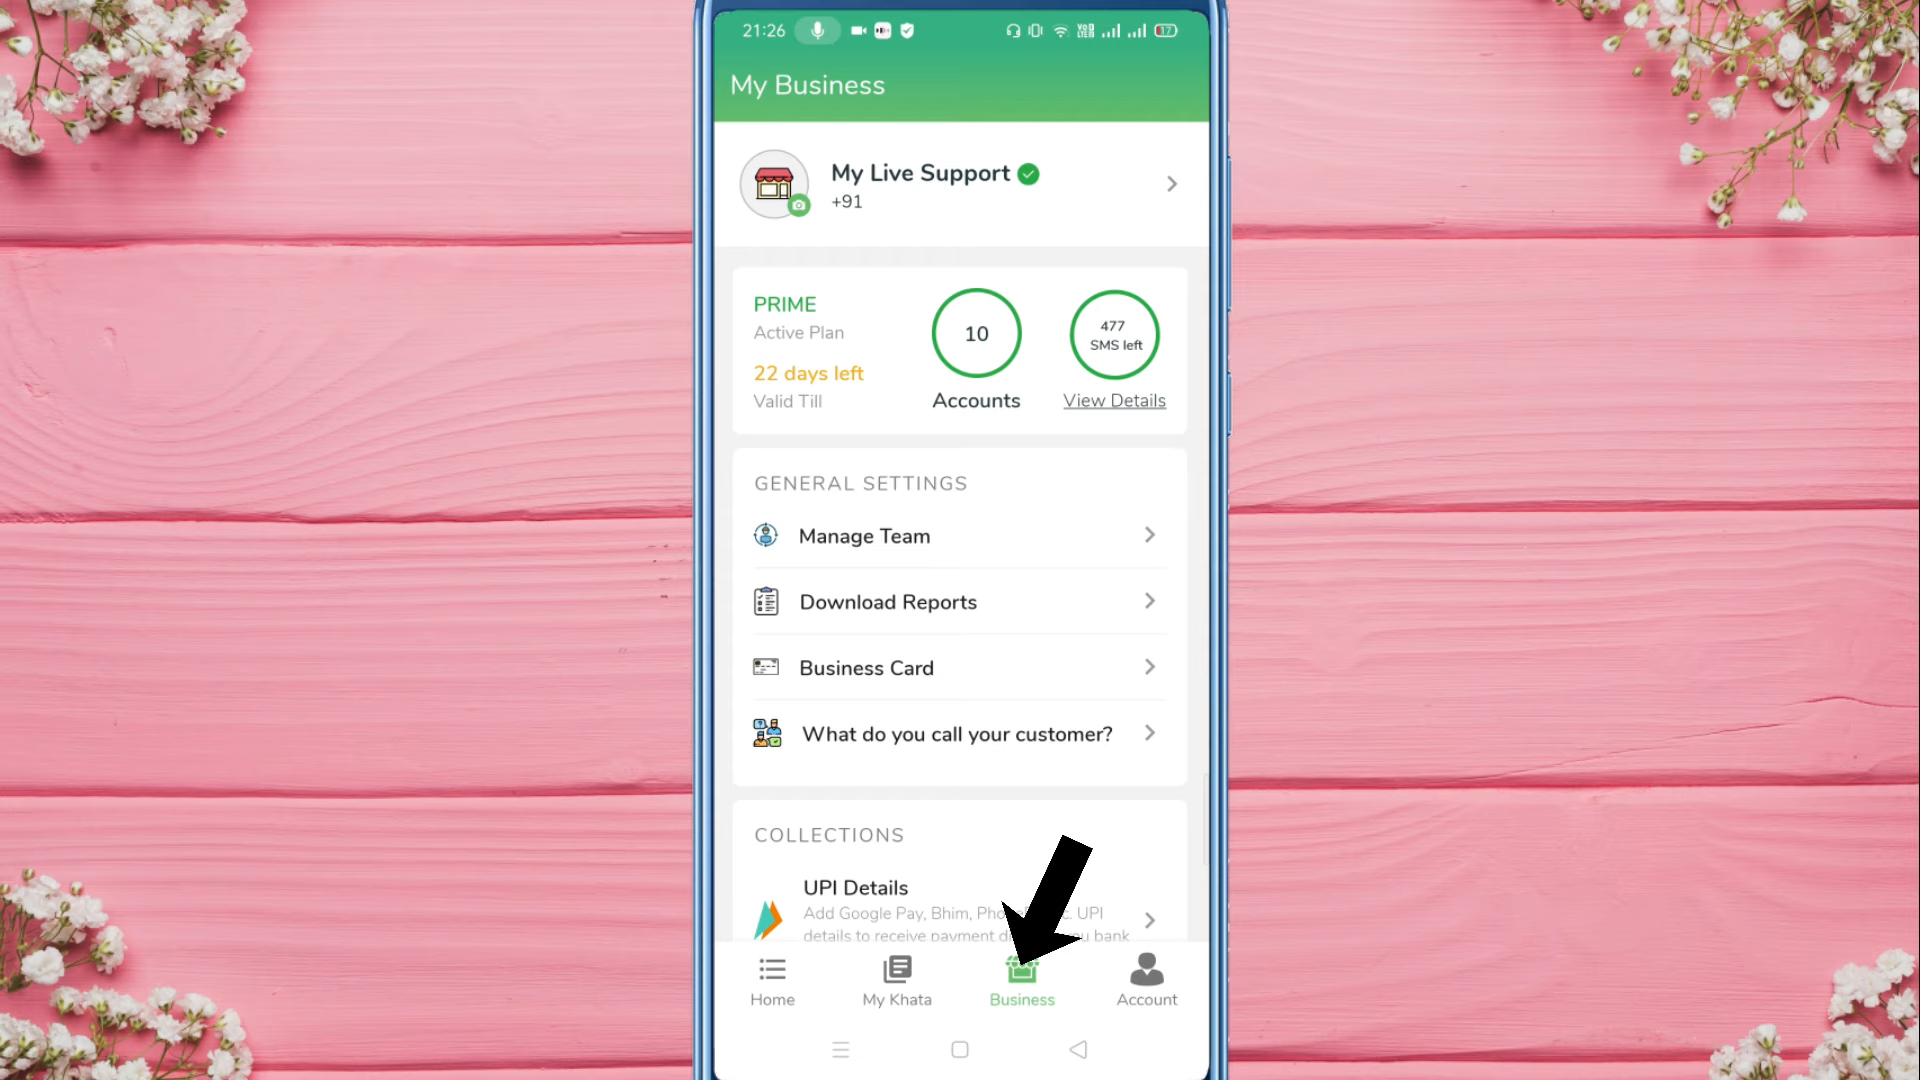 21:26
17
My Business
My Live Support
+91
PRIME
Active Plan
22 days left
Valid Till
10
Accounts
477
SMS left
View Details
GENERAL SETTINGS
Manage Team
Download Reports
Business Card
What do you call your customer?
COLLECTIONS
UPI Details
Add Google Pay, Bhim, UPI
details to receive payment bank
Home
My Khata
Business
Account